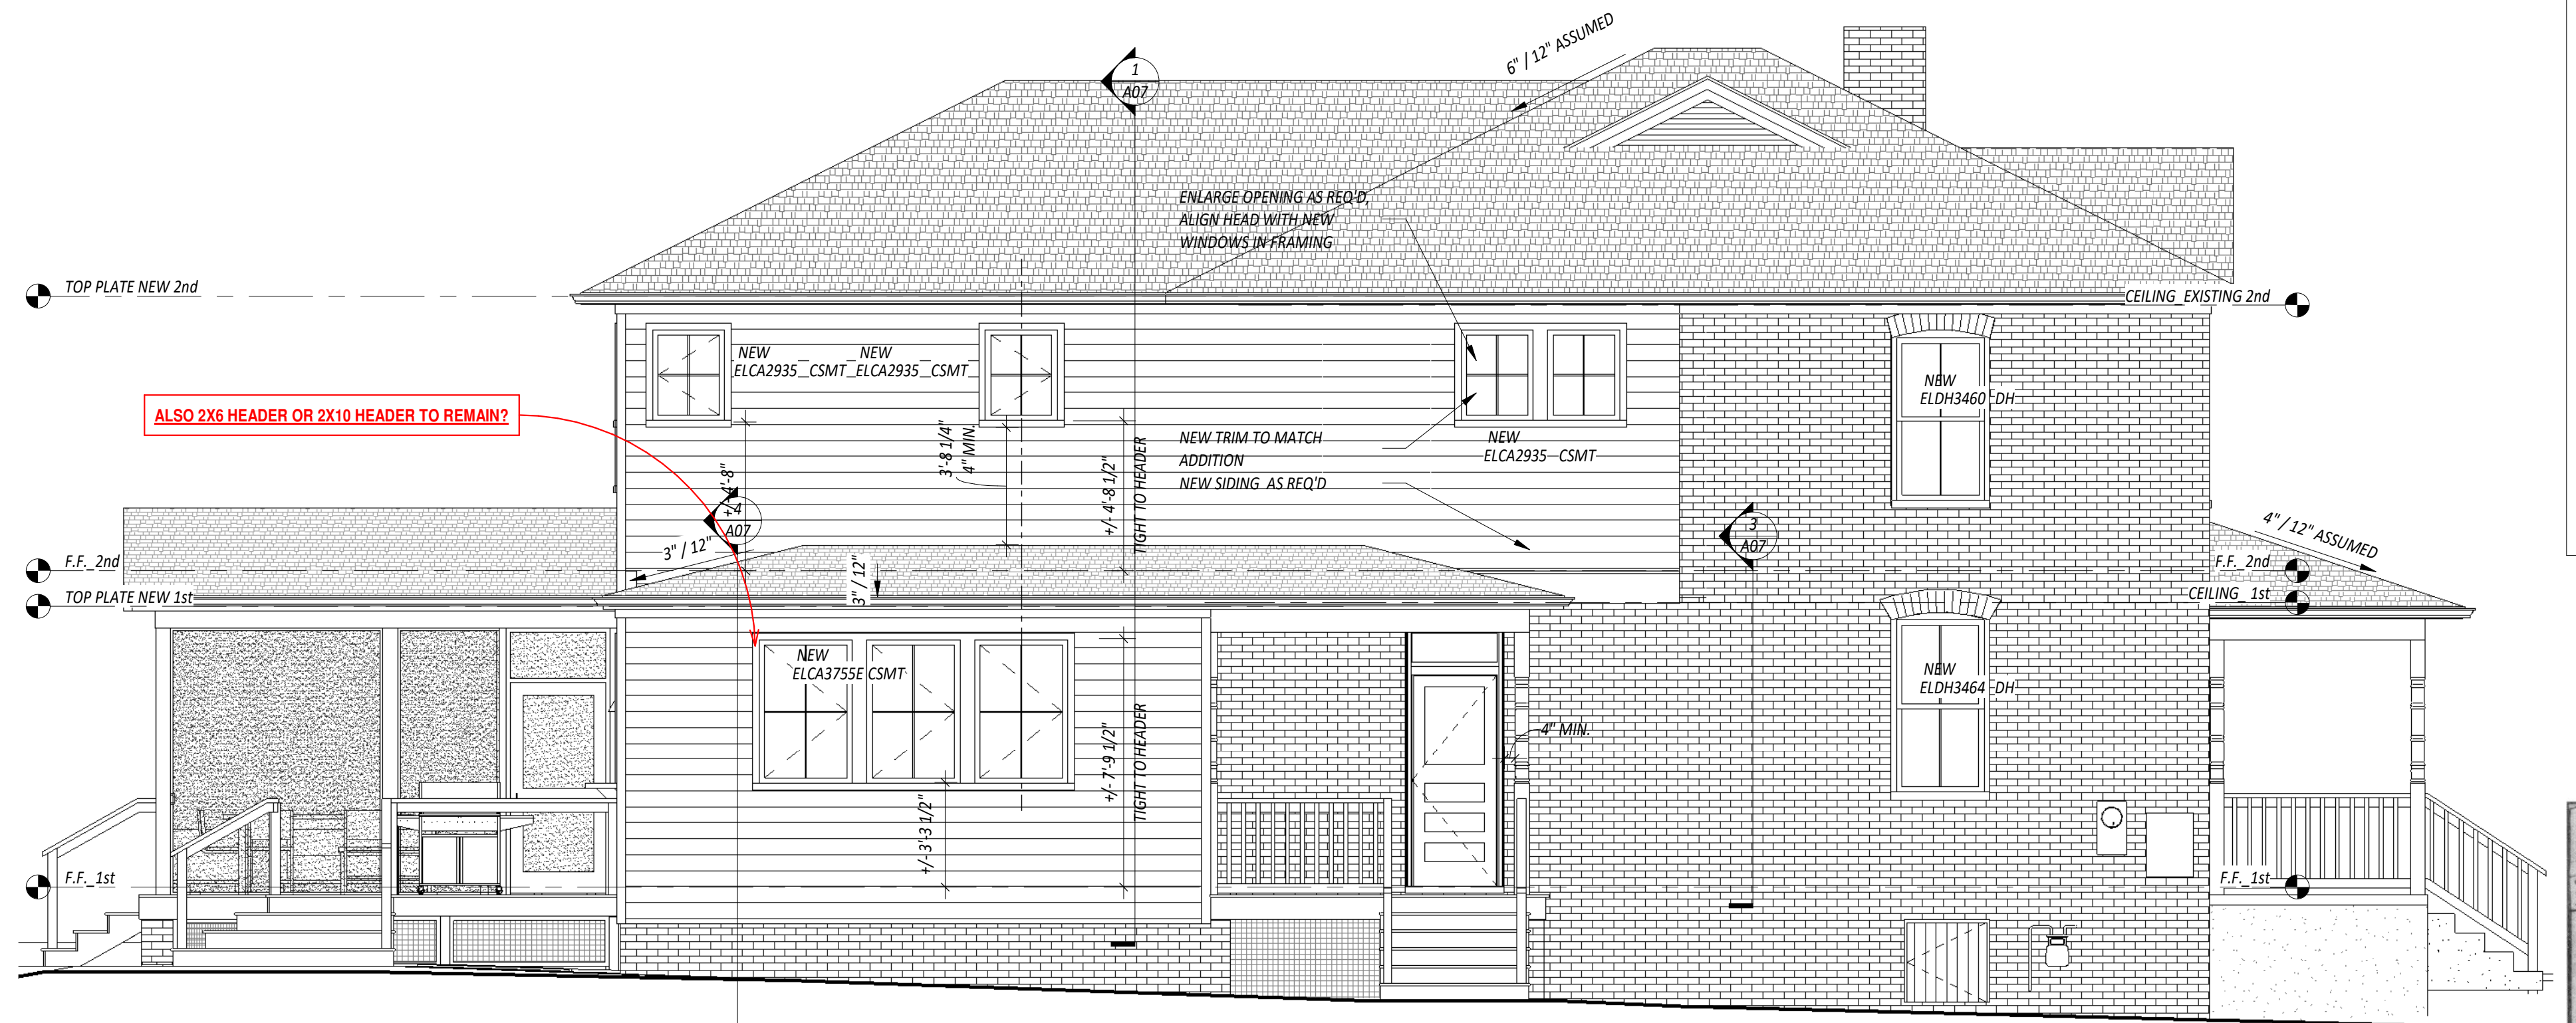 6" / 12" ASSUMED
1
A07
ENLARGE OPENING AS REQ'D,
ALIGN HEAD WITH NEW
WINDOWS IN FRAMING
TOP PLATE NEW 2nd
CEILING_EXISTING 2nd
NEW
ELCA2935_CSMT
NEW
ELCA2935_CSMT
NEW
ELDH3460_DH
ALSO 2X6 HEADER OR 2X10 HEADER TO REMAIN?
3'-8 1/4"
4" MIN.
NEW TRIM TO MATCH
ADDITION
NEW SIDING AS REQ'D
NEW
ELCA2935_CSMT
+/- 4'-8"
+/- 4'-8 1/2"
TIGHT TO HEADER
4
A07
3
A07
3" / 12"
3" / 12"
4" / 12" ASSUMED
F.F._2nd
F.F._2nd
TOP PLATE NEW 1st
CEILING_ 1st
NEW
ELCA3755E CSMT
NEW
ELDH3464_DH
+/- 7'-9 1/2"
TIGHT TO HEADER
4" MIN.
+/- 3'-3 1/2"
F.F._1st
F.F._1st